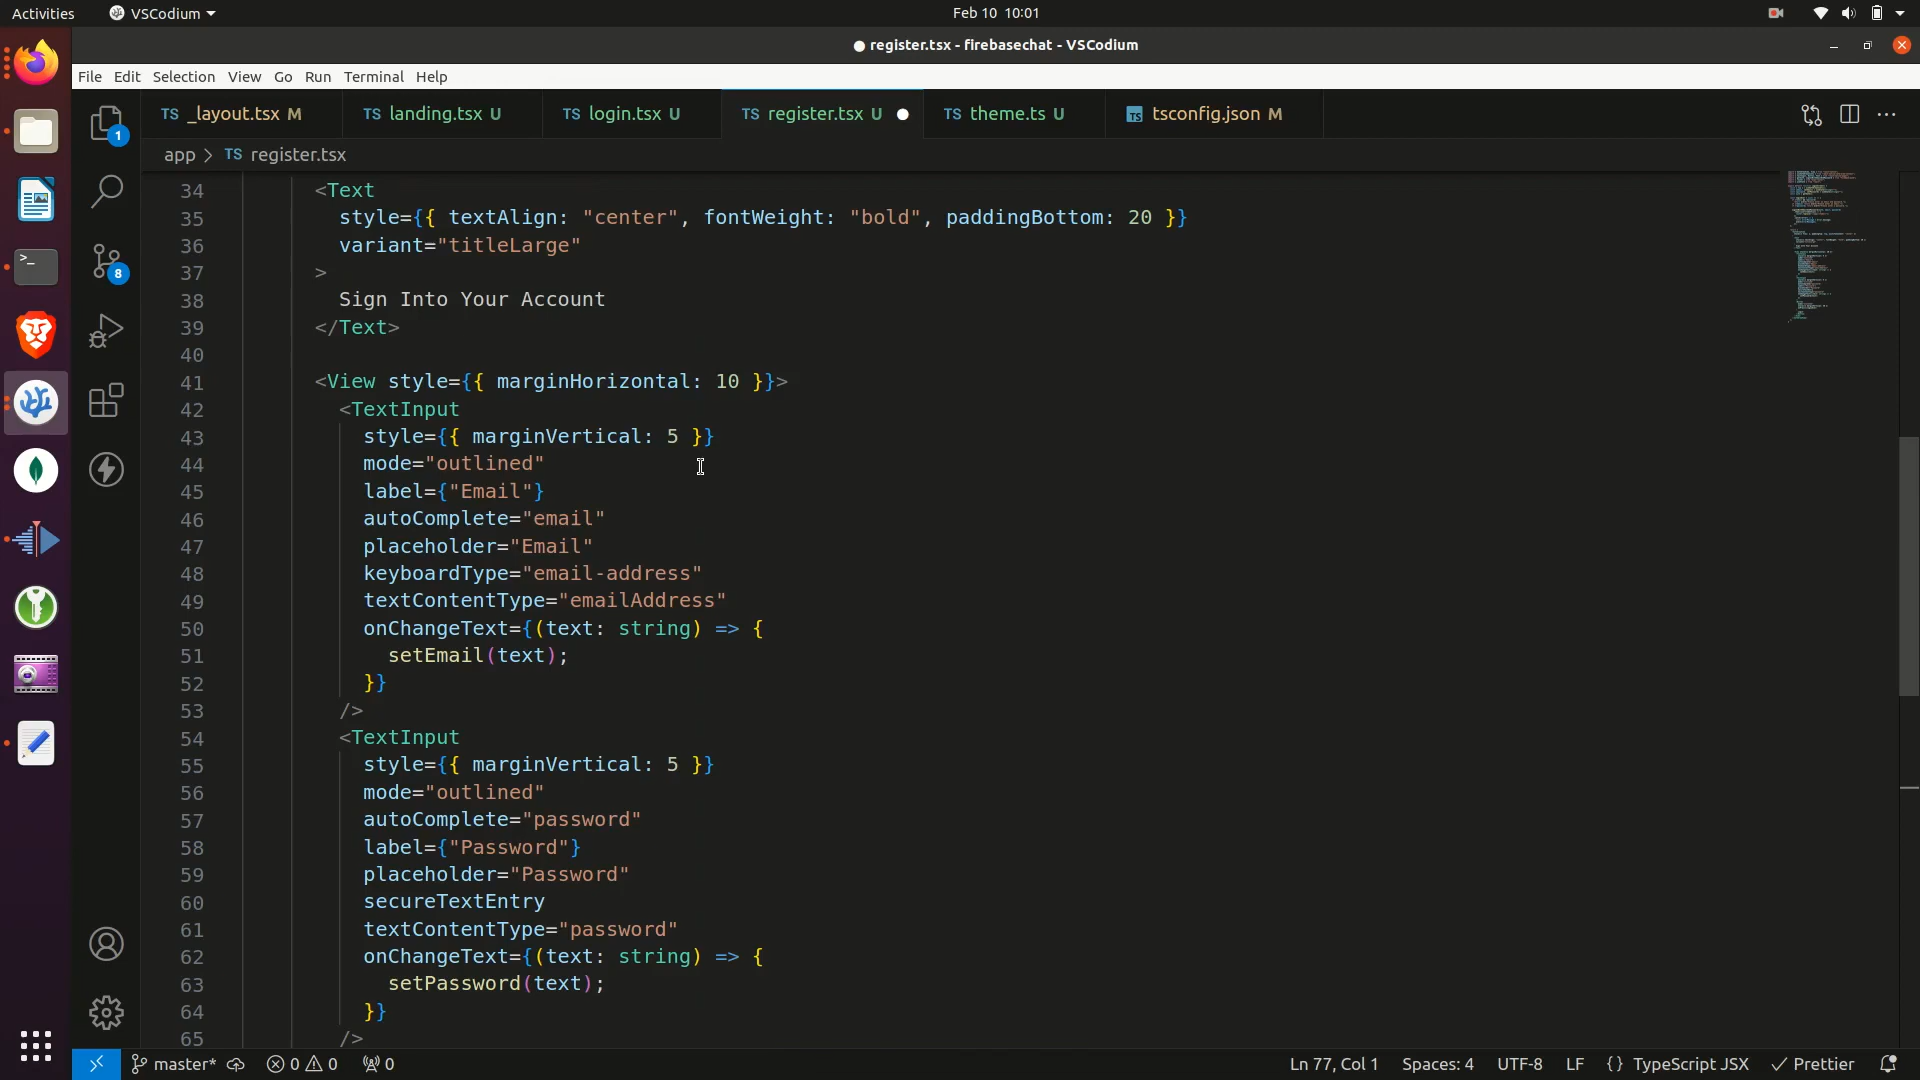 Activities
VSCodium
Feb 10 10:01
● register.tsx - firebasechat - VSCodium
File Edit Selection View Go Run Terminal Help
TS _layout.tsx M
TS landing.tsx U
TS login.tsx U
TS register.tsx U ●
TS theme.ts U
TS tsconfig.json M
app > TS register.tsx
34 <Text
35 style={{ textAlign: "center", fontWeight: "bold", paddingBottom: 20 }}
36 variant="titleLarge"
37 >
38 Sign Into Your Account
39 </Text>
40
41 <View style={{ marginHorizontal: 10 }}>
42 <TextInput
43 style={{ marginVertical: 5 }}
44 mode="outlined"
45 label={"Email"}
46 autoComplete="email"
47 placeholder="Email"
48 keyboardType="email-address"
49 textContentType="emailAddress"
50 onChangeText={(text: string) => {
51 setEmail(text);
52 }}
53 />
54 <TextInput
55 style={{ marginVertical: 5 }}
56 mode="outlined"
57 autoComplete="password"
58 label={"Password"}
59 placeholder="Password"
60 secureTextEntry
61 textContentType="password"
62 onChangeText={(text: string) => {
63 setPassword(text);
64 }}
65 />
1
8
master* 0 0 0
Ln 77, Col 1 Spaces: 4 UTF-8 LF {} TypeScript JSX Prettier